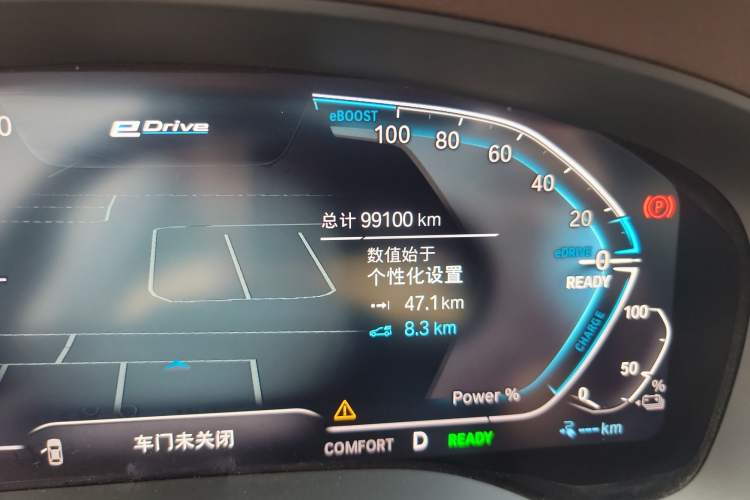 0
eDrive
eBOOST
100
80
60
40
20
0
eDRIVE
READY
总计 99100 km
数值始于
个性化设置
47.1 km
8.3 km
CHARGE
100
50
%
0
Power %
P
---km
车门未关闭
COMFORT D READY